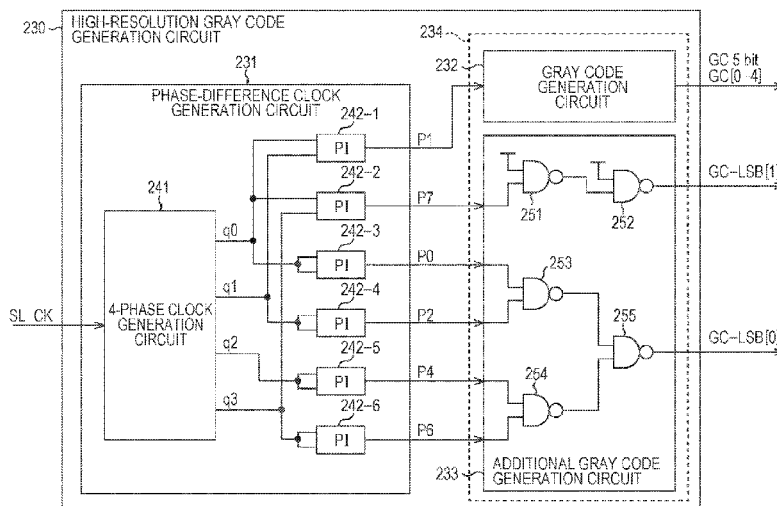 230
HIGH-RESOLUTION GRAY CODE
GENERATION CIRCUIT
231
PHASE-DIFFERENCE CLOCK
GENERATION CIRCUIT
234
232
GRAY CODE
GENERATION
CIRCUIT
GC 5 bit
GC[0-4]
242-1
PI
P1
242-2
PI
P7
251
252
GC-LSB[1]
241
q0
242-3
PI
P0
253
q1
242-4
PI
P2
255
SL CK
4-PHASE CLOCK
GENERATION
CIRCUIT
GC-LSB[0]
q2
242-5
PI
P4
254
q3
242-6
PI
P6
233
ADDITIONAL GRAY CODE
GENERATION CIRCUIT